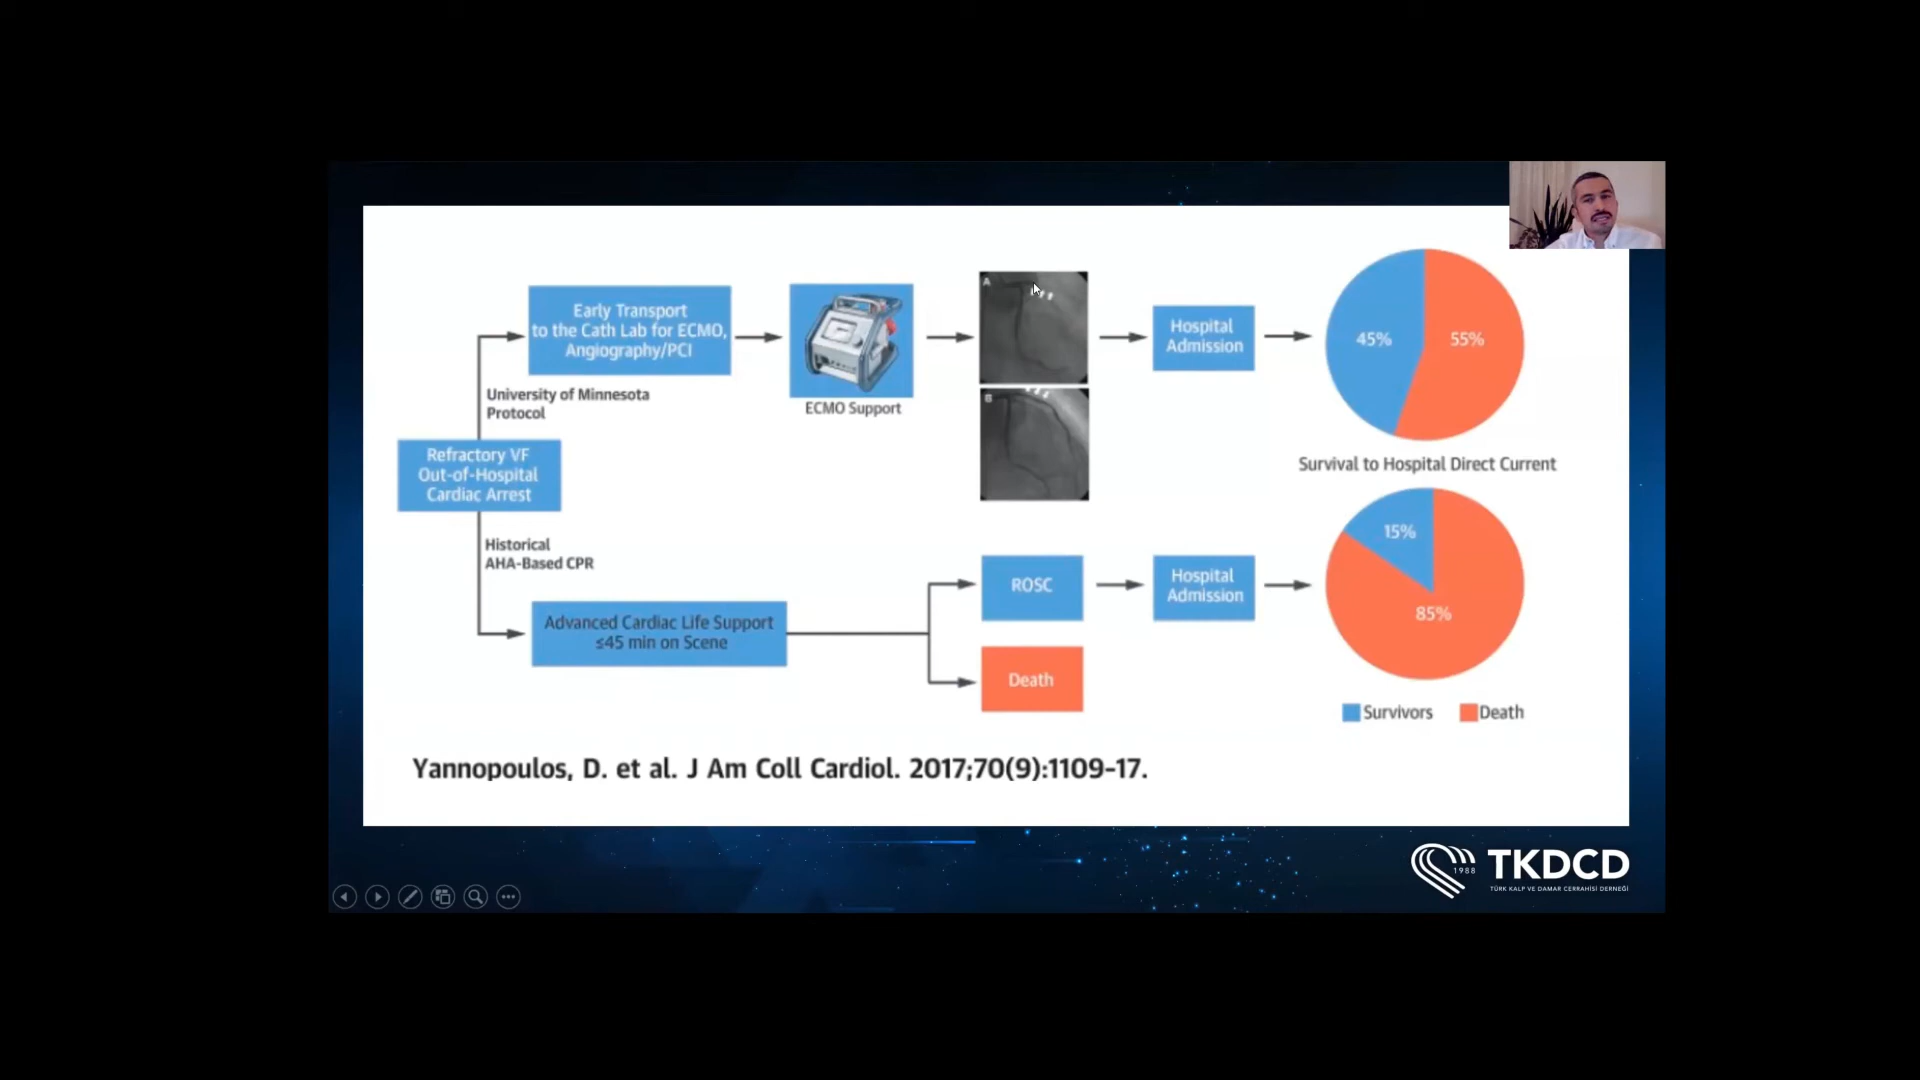 Early Transport
to the Cath Lab for ECMO,
Angiography/PCI
University of Minnesota
Protocol
ECMO Support
A
B
Hospital
Admission
45%
55%
Survival to Hospital Direct Current
Refractory VF
Out-of-Hospital
Cardiac Arrest
Historical
AHA-Based CPR
Advanced Cardiac Life Support
≤45 min on Scene
ROSC
Death
Hospital
Admission
15%
85%
Survivors
Death
Yannopoulos, D. et al. J Am Coll Cardiol. 2017;70(9):1109-17.
1988
TKDCD
TÜRK KALP VE DAMAR CERRAHİSİ DERNEĞİ